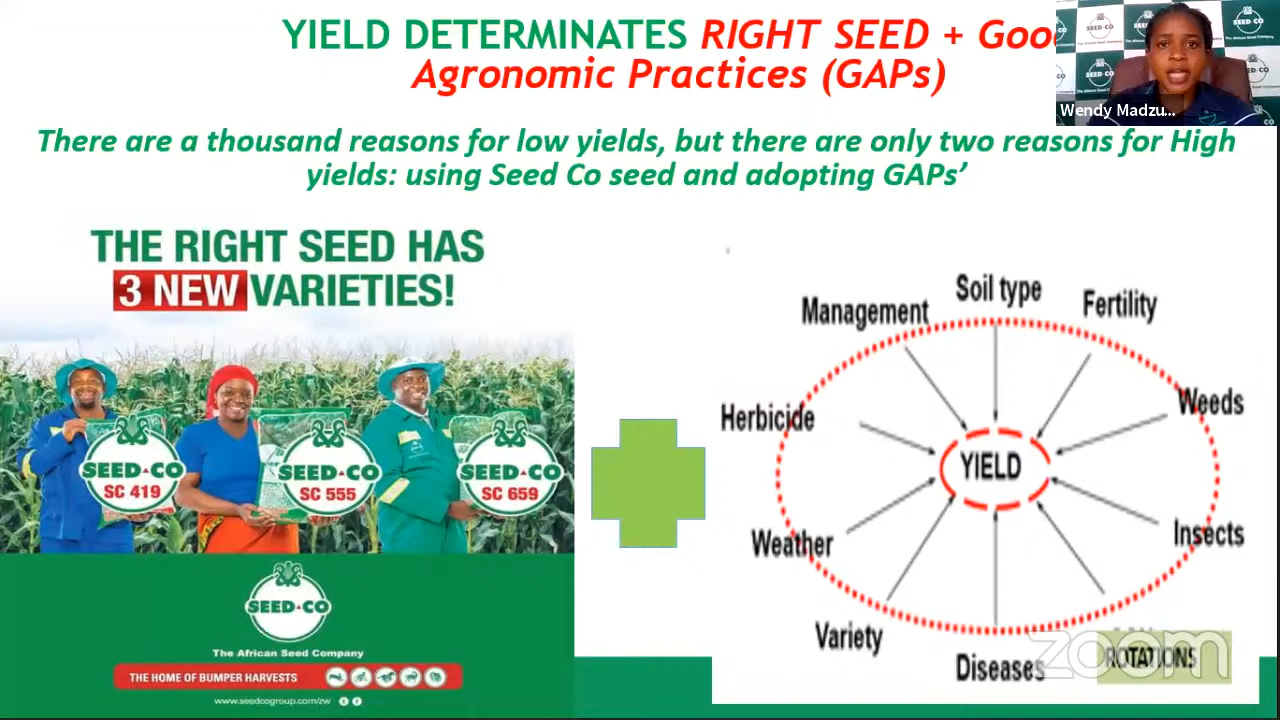 YIELD DETERMINATES RIGHT SEED + Goo
Agronomic Practices (GAPs)
Wendy Madzu...
There are a thousand reasons for low yields, but there are only two reasons for High
yields: using Seed Co seed and adopting GAPs’
THE RIGHT SEED HAS
3 NEW VARIETIES!
SEED CO
SC 419
SEED CO
SC 555
SEED CO
SC 659
SEED CO
The African Seed Company
THE HOME OF BUMPER HARVESTS
www.seedcogroup.com/zw
Management
Soil type
Fertility
Herbicide
Weeds
YIELD
Weather
Insects
Variety
Diseases
ROTATIONS
zoom